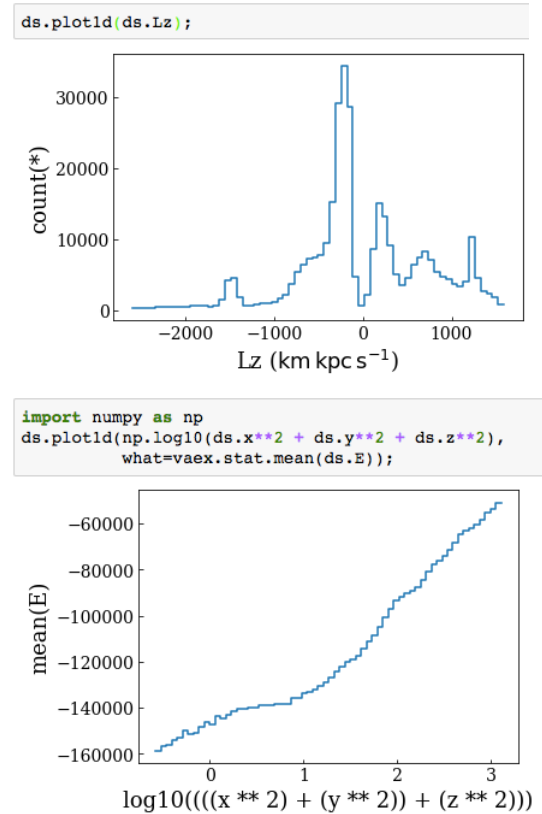 ds.plot1d(ds.Lz);
30000
20000
10000
0
count(*)
−2000 −1000 0 1000
Lz (km kpc s⁻¹)
import numpy as np
ds.plot1d(np.log10(ds.x**2 + ds.y**2 + ds.z**2),
what=vaex.stat.mean(ds.E));
−60000
−80000
−100000
−120000
−140000
−160000
mean(E)
0 1 2 3
log10((((x ** 2) + (y ** 2)) + (z ** 2)))